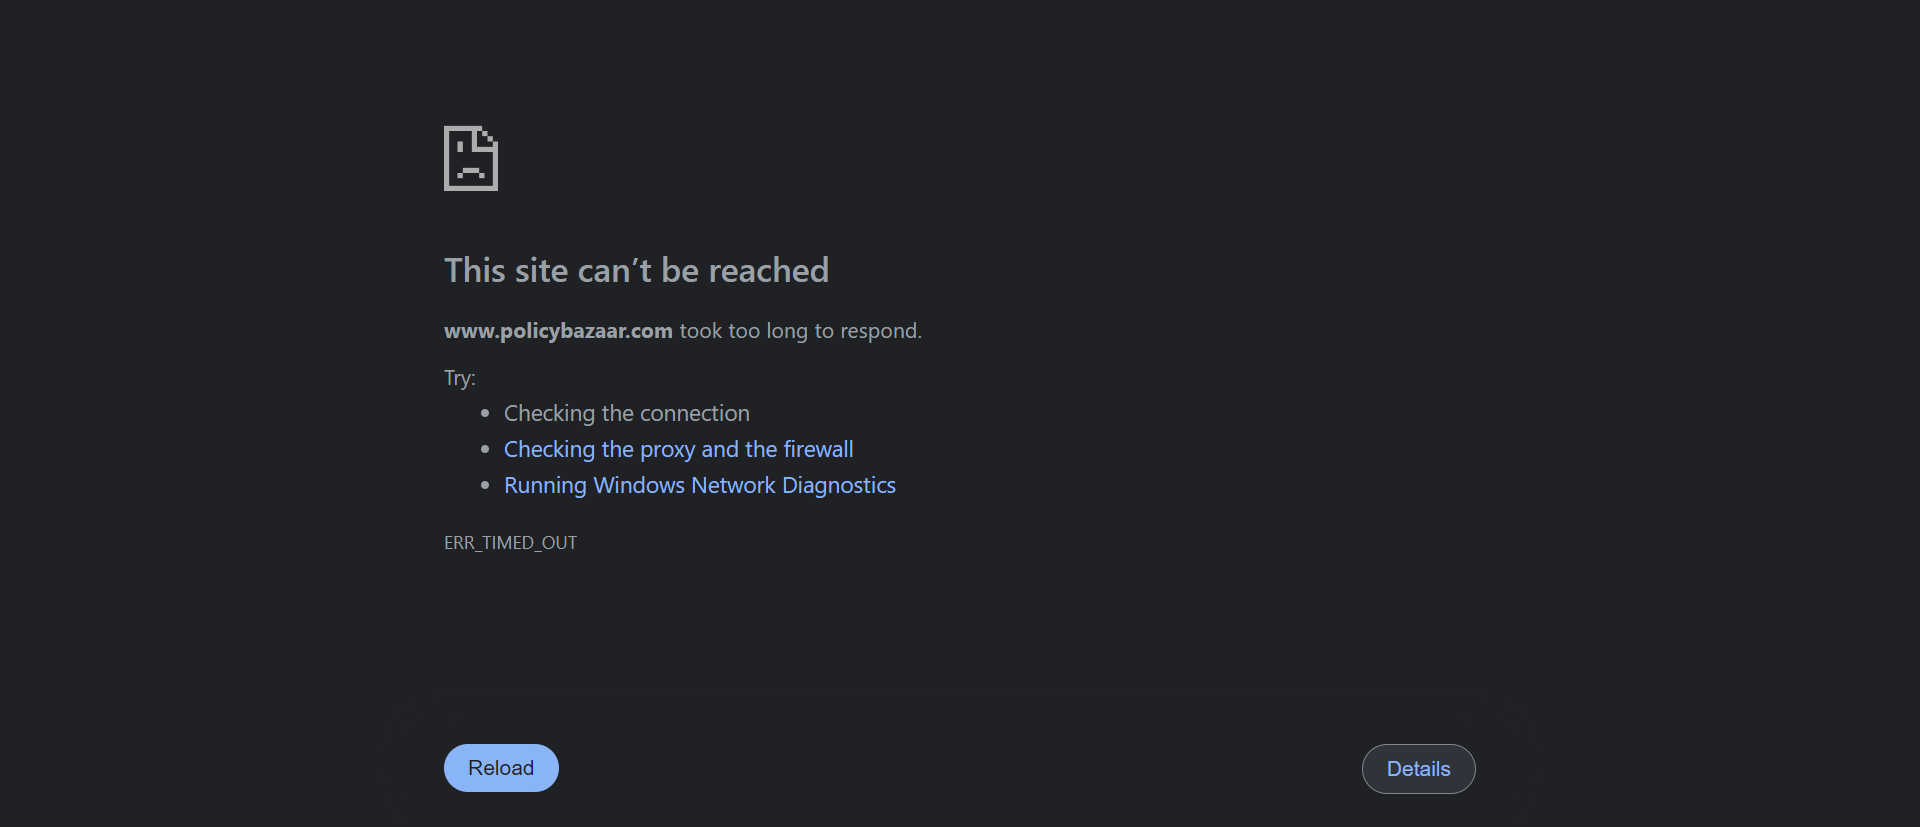 This site can’t be reached
www.policybazaar.com took too long to respond.
Try:
Checking the connection
Checking the proxy and the firewall
Running Windows Network Diagnostics
ERR_TIMED_OUT
Reload
Details